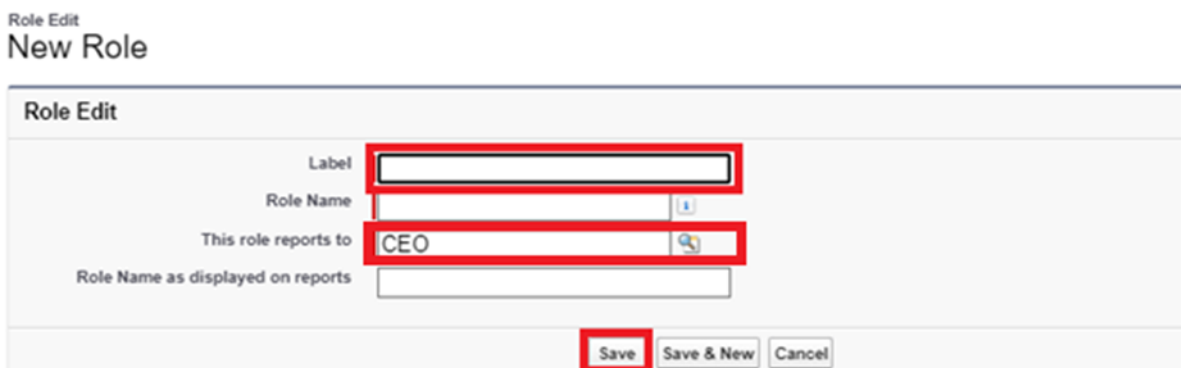 Role Edit
New Role
Role Edit
Label
Role Name
This role reports to CEO
Role Name as displayed on reports
Save Save & New Cancel